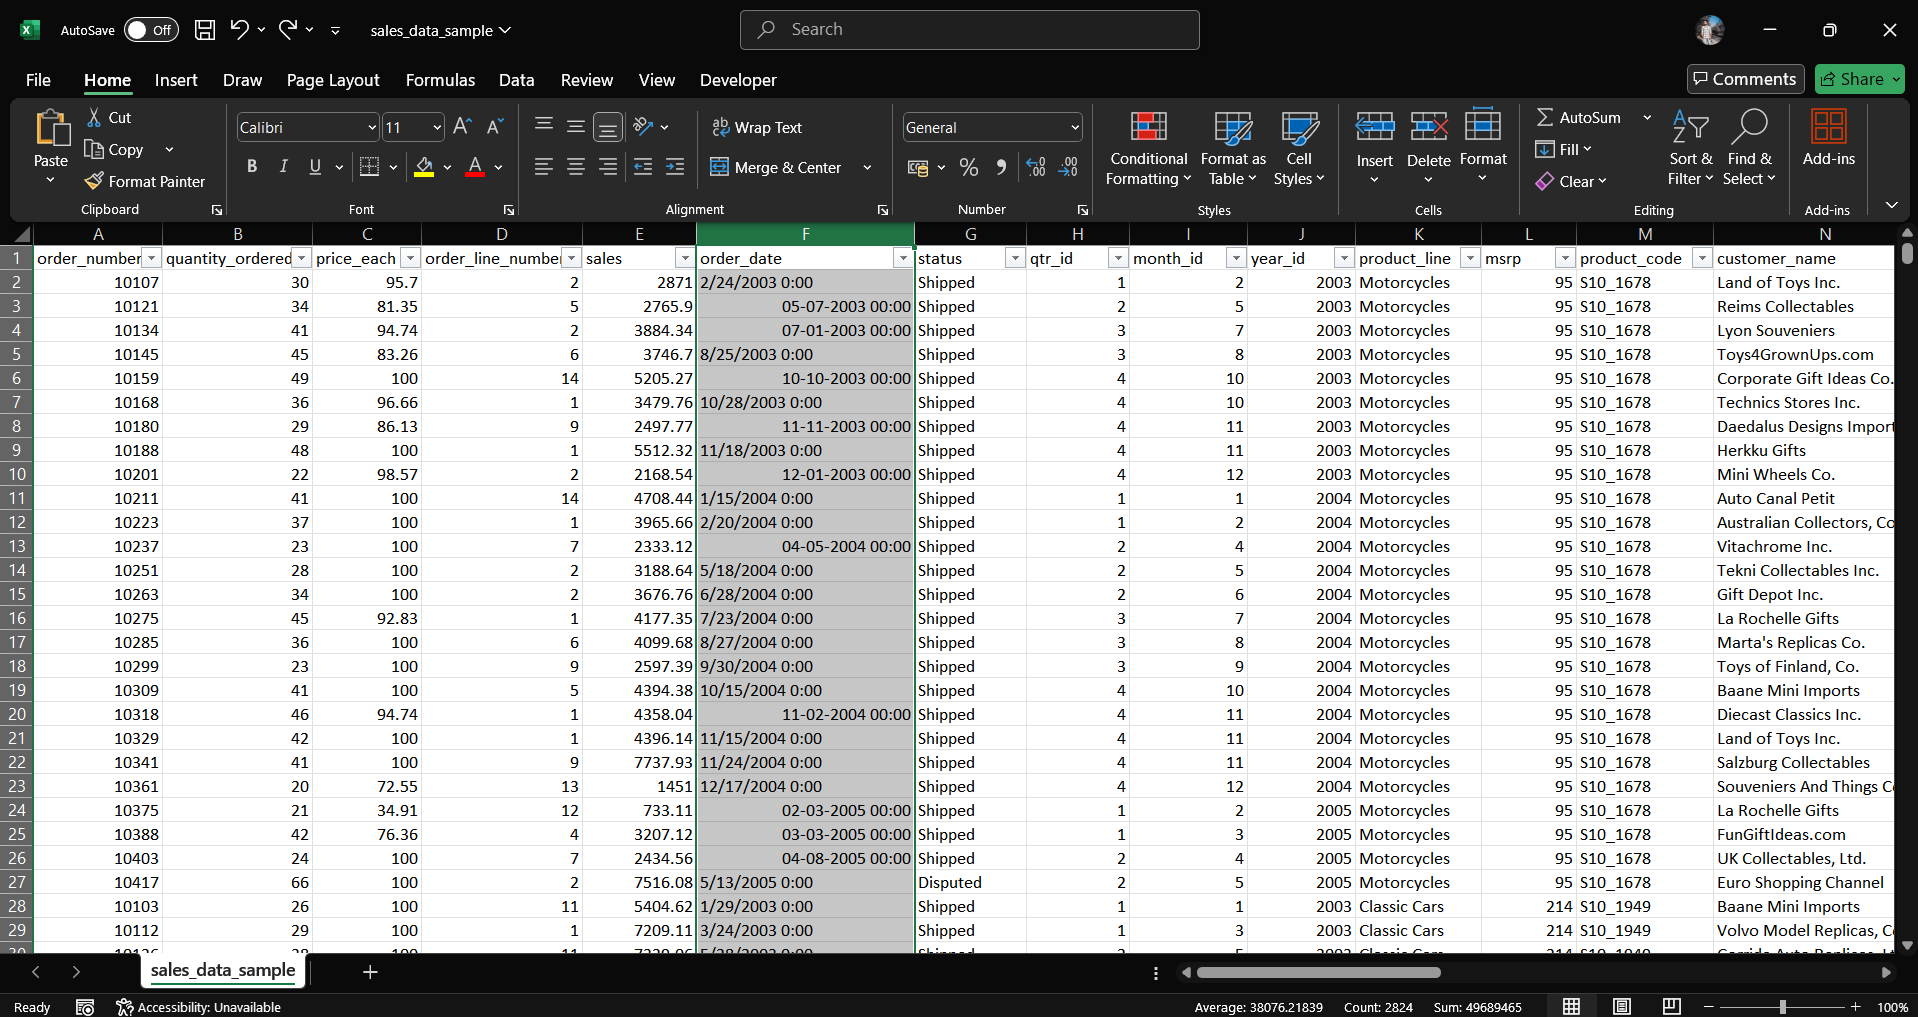 AutoSave Off sales_data_sample Search
File Home Insert Draw Page Layout Formulas Data Review View Developer Comments Share
Paste Cut Copy Format Painter Clipboard
Calibri 11 B I U A Font
Wrap Text Merge & Center Alignment
General % Number
Conditional Formatting Format as Table Cell Styles Styles
Insert Delete Format Cells
AutoSum Fill Clear Sort & Filter Find & Select Editing
Add-ins Add-ins
A B C D E F G H I J K L M N
1 order_number quantity_ordered price_each order_line_number sales order_date status qtr_id month_id year_id product_line msrp product_code customer_name
2 10107 30 95.7 2 2871 2/24/2003 0:00 Shipped 1 2 2003 Motorcycles 95 S10_1678 Land of Toys Inc.
3 10121 34 81.35 5 2765.9 05-07-2003 00:00 Shipped 2 5 2003 Motorcycles 95 S10_1678 Reims Collectables
4 10134 41 94.74 2 3884.34 07-01-2003 00:00 Shipped 3 7 2003 Motorcycles 95 S10_1678 Lyon Souveniers
5 10145 45 83.26 6 3746.7 8/25/2003 0:00 Shipped 3 8 2003 Motorcycles 95 S10_1678 Toys4GrownUps.com
6 10159 49 100 14 5205.27 10-10-2003 00:00 Shipped 4 10 2003 Motorcycles 95 S10_1678 Corporate Gift Ideas Co.
7 10168 36 96.66 1 3479.76 10/28/2003 0:00 Shipped 4 10 2003 Motorcycles 95 S10_1678 Technics Stores Inc.
8 10180 29 86.13 9 2497.77 11-11-2003 00:00 Shipped 4 11 2003 Motorcycles 95 S10_1678 Daedalus Designs Import
9 10188 48 100 1 5512.32 11/18/2003 0:00 Shipped 4 11 2003 Motorcycles 95 S10_1678 Herkku Gifts
10 10201 22 98.57 2 2168.54 12-01-2003 00:00 Shipped 4 12 2003 Motorcycles 95 S10_1678 Mini Wheels Co.
11 10211 41 100 14 4708.44 1/15/2004 0:00 Shipped 1 1 2004 Motorcycles 95 S10_1678 Auto Canal Petit
12 10223 37 100 1 3965.66 2/20/2004 0:00 Shipped 1 2 2004 Motorcycles 95 S10_1678 Australian Collectors, Co
13 10237 23 100 7 2333.12 04-05-2004 00:00 Shipped 2 4 2004 Motorcycles 95 S10_1678 Vitachrome Inc.
14 10251 28 100 2 3188.64 5/18/2004 0:00 Shipped 2 5 2004 Motorcycles 95 S10_1678 Tekni Collectables Inc.
15 10263 34 100 2 3676.76 6/28/2004 0:00 Shipped 2 6 2004 Motorcycles 95 S10_1678 Gift Depot Inc.
16 10275 45 92.83 1 4177.35 7/23/2004 0:00 Shipped 3 7 2004 Motorcycles 95 S10_1678 La Rochelle Gifts
17 10285 36 100 6 4099.68 8/27/2004 0:00 Shipped 3 8 2004 Motorcycles 95 S10_1678 Marta's Replicas Co.
18 10299 23 100 9 2597.39 9/30/2004 0:00 Shipped 3 9 2004 Motorcycles 95 S10_1678 Toys of Finland, Co.
19 10309 41 100 5 4394.38 10/15/2004 0:00 Shipped 4 10 2004 Motorcycles 95 S10_1678 Baane Mini Imports
20 10318 46 94.74 1 4358.04 11-02-2004 00:00 Shipped 4 11 2004 Motorcycles 95 S10_1678 Diecast Classics Inc.
21 10329 42 100 1 4396.14 11/15/2004 0:00 Shipped 4 11 2004 Motorcycles 95 S10_1678 Land of Toys Inc.
22 10341 41 100 9 7737.93 11/24/2004 0:00 Shipped 4 11 2004 Motorcycles 95 S10_1678 Salzburg Collectables
23 10361 20 72.55 13 1451 12/17/2004 0:00 Shipped 4 12 2004 Motorcycles 95 S10_1678 Souveniers And Things C
24 10375 21 34.91 12 733.11 02-03-2005 00:00 Shipped 1 2 2005 Motorcycles 95 S10_1678 La Rochelle Gifts
25 10388 42 76.36 4 3207.12 03-03-2005 00:00 Shipped 1 3 2005 Motorcycles 95 S10_1678 FunGiftIdeas.com
26 10403 24 100 7 2434.56 04-08-2005 00:00 Shipped 2 4 2005 Motorcycles 95 S10_1678 UK Collectables, Ltd.
27 10417 66 100 2 7516.08 5/13/2005 0:00 Disputed 2 5 2005 Motorcycles 95 S10_1678 Euro Shopping Channel
28 10103 26 100 11 5404.62 1/29/2003 0:00 Shipped 1 1 2003 Classic Cars 214 S10_1949 Baane Mini Imports
29 10112 29 100 1 7209.11 3/24/2003 0:00 Shipped 1 3 2003 Classic Cars 214 S10_1949 Volvo Model Replicas, C
sales_data_sample
Ready Accessibility: Unavailable Average: 38076.21839 Count: 2824 Sum: 49689465 100%